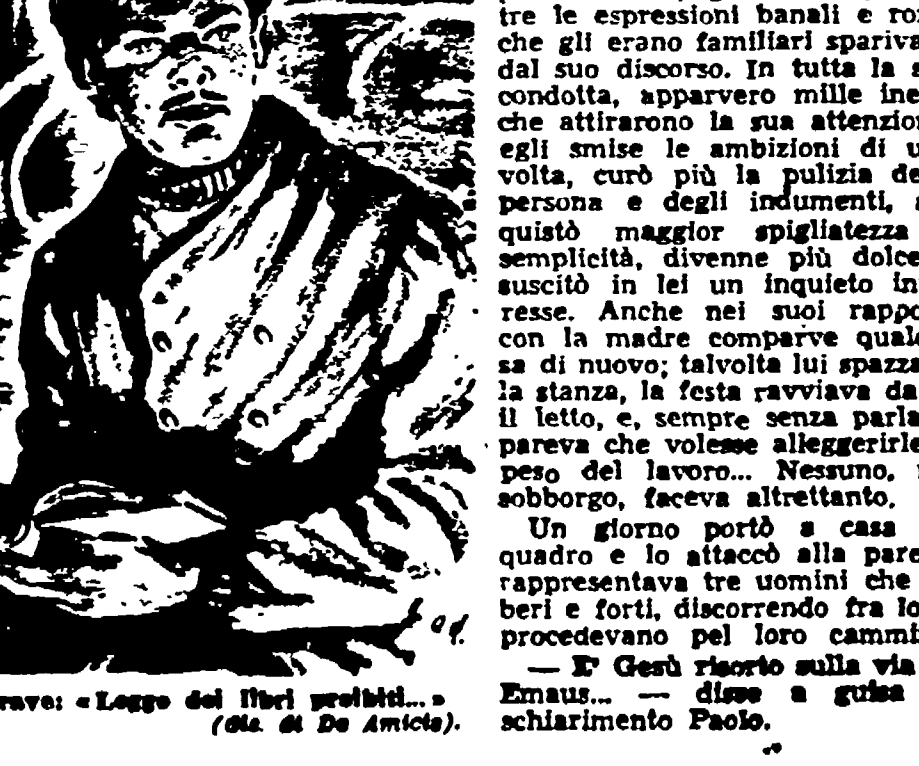 tre le espressioni banali e ro
che gli erano familiari spariva
dal suo discorso. In tutta la s
condotta, apparvero mille ine
che attirarono la sua attenzio
egli smise le ambizioni di u
volta, curò più la pulizia de
persona e degli indumenti, a
quistò maggior spigliatezza
semplicità, divenne più dolce
suscitò in lei un inquieto in
resse. Anche nei suoi rappo
con la madre comparve qual
sa di nuovo; talvolta lui spazza
la stanza, la festa ravviava da
il letto, e, sempre senza parla
pareva che volesse alleggerirle
peso del lavoro... Nessuno,
sobborgo, faceva altrettanto.
Un giorno portò a casa
quadro e lo attaccò alla pare
rappresentava tre uomini che
beri e forti, discorrendo fra lo
procedevano pel loro cammi
— E' Gesù risorto sulla via
Emaus... — disse a guisa
schiarimento Paolo.
rave: «Leggo dei libri proibiti...»
(dis. di De Amicis).